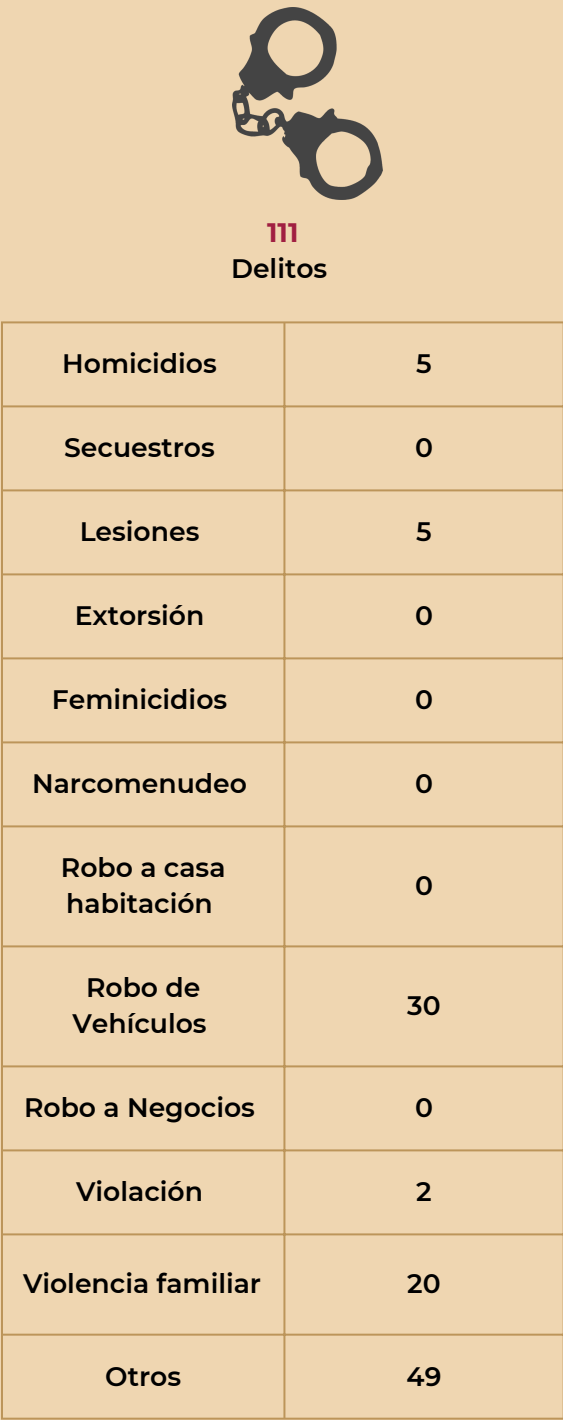 111
Delitos
Homicidios 5
Secuestros 0
Lesiones 5
Extorsión 0
Feminicidios 0
Narcomenudeo 0
Robo a casa
habitación 0
Robo de
Vehículos 30
Robo a Negocios 0
Violación 2
Violencia familiar 20
Otros 49